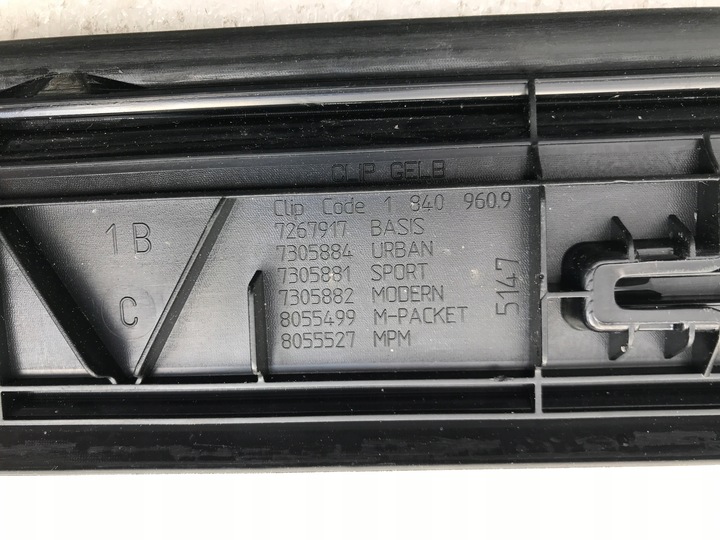 CLIP GELB
Clip Code 1 840 960.9
7267917 BASIS
7305884 URBAN
7305881 SPORT
7305882 MODERN
8055499 M-PACKET
8055527 MPM
1B
C
5147